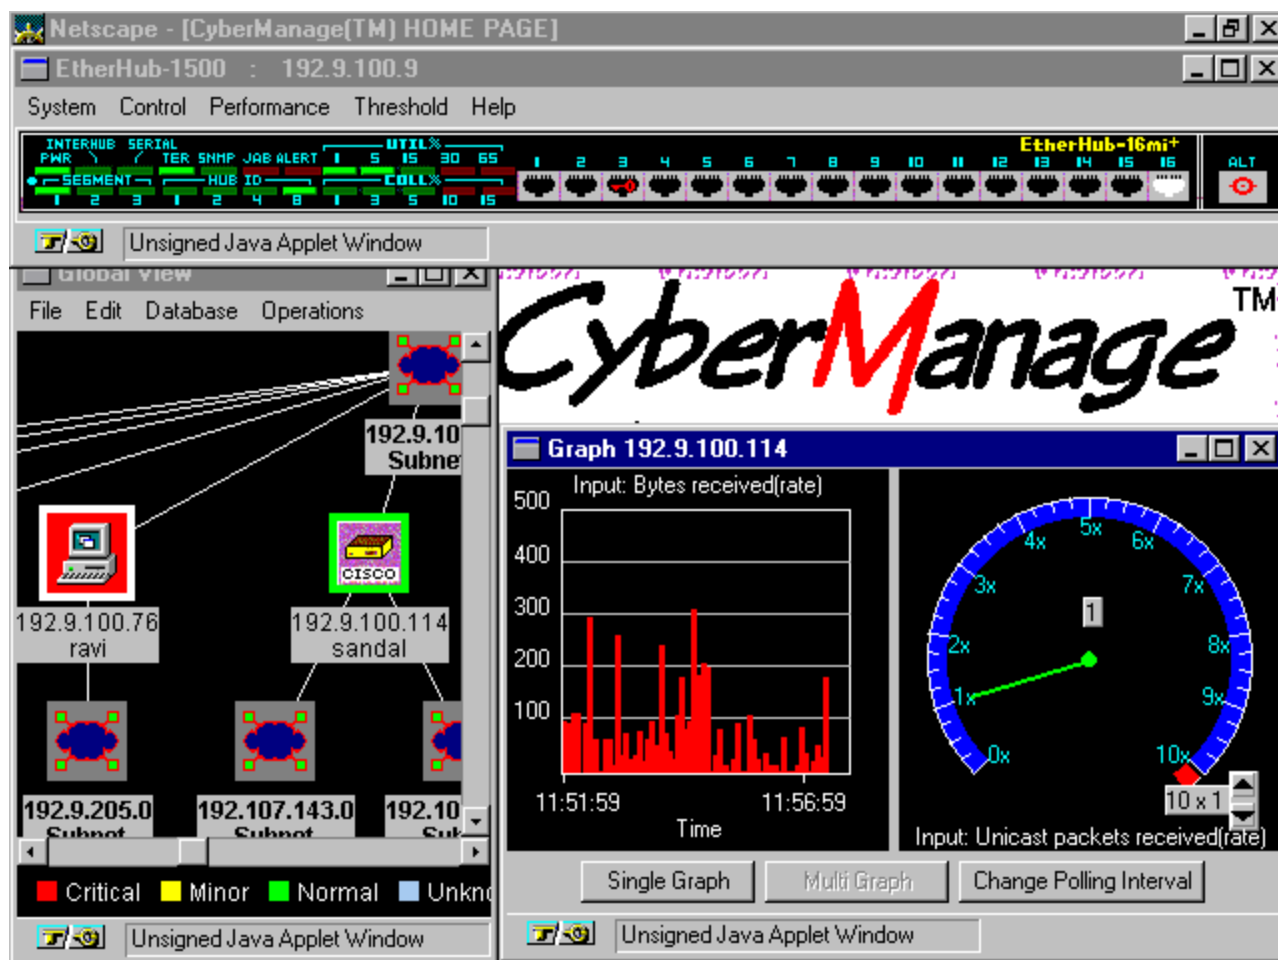 Netscape - [CyberManage(TM) HOME PAGE]
EtherHub-1500 : 192.9.100.9
System Control Performance Threshold Help
INTERHUB SERIAL UTIL%
PWR TER SNMP JAB ALERT 1 5 15 30 65
EtherHub-16mi+
1 2 3 4 5 6 7 8 9 10 11 12 13 14 15 16 ALT
SEGMENT HUB ID COLL%
1 2 3 1 2 4 8 1 3 5 10 15
Unsigned Java Applet Window
Global View
File Edit Database Operations
192.9.10
Subne
192.9.100.76
ravi
CISCO
192.9.100.114
sandal
192.9.205.0
Subnet
192.107.143.0
Subnet
192.10
Sub
Critical Minor Normal Unkno
Unsigned Java Applet Window
CyberManage TM
Graph 192.9.100.114
Input: Bytes received(rate)
500
400
300
200
100
11:51:59 11:56:59
Time
0x 1x 2x 3x 4x 5x 6x 7x 8x 9x 10x
1
10 x 1
Input: Unicast packets received(rate)
Single Graph Multi Graph Change Polling Interval
Unsigned Java Applet Window